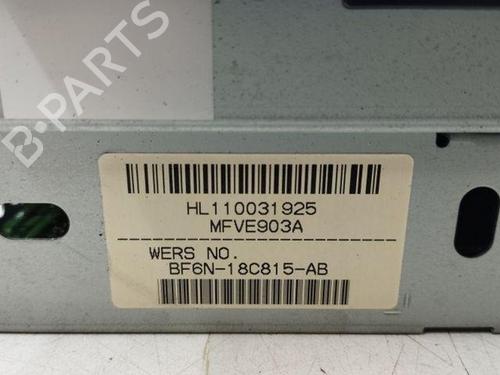 B-PARTS
HL110031925
MFVE903A
WERS NO.
BF6N-18C815-AB